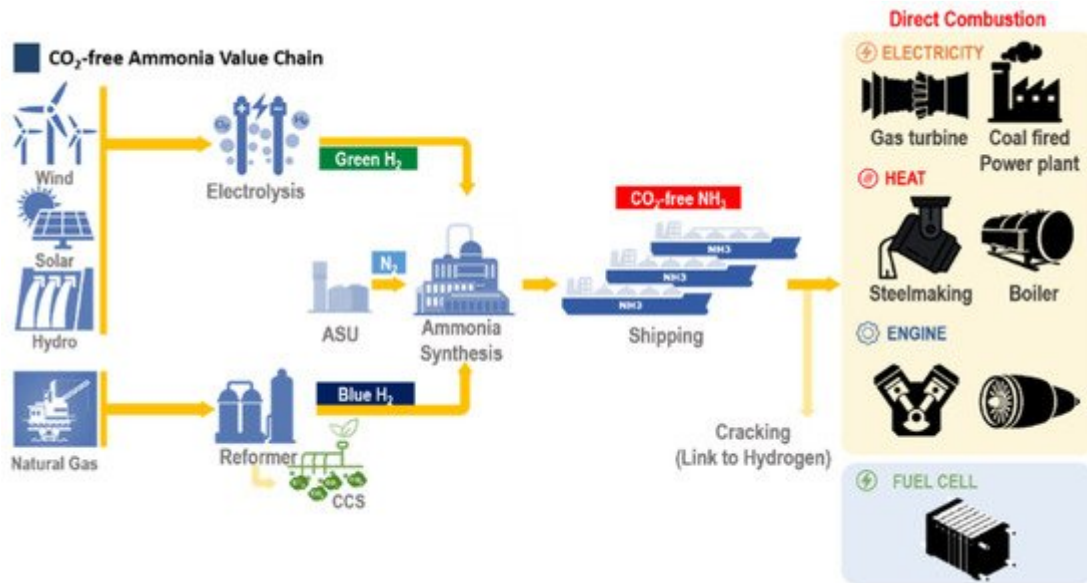 Direct Combustion
CO₂-free Ammonia Value Chain
ELECTRICITY
Gas turbine
Coal fired
Power plant
Wind
Electrolysis
Green H₂
HEAT
CO₂-free NH₃
Solar
NH3
NH3
NH3
N₂
Steelmaking
Boiler
Hydro
ASU
Ammonia
Synthesis
Shipping
ENGINE
Blue H₂
Natural Gas
Reformer
CCS
Cracking
(Link to Hydrogen)
FUEL CELL